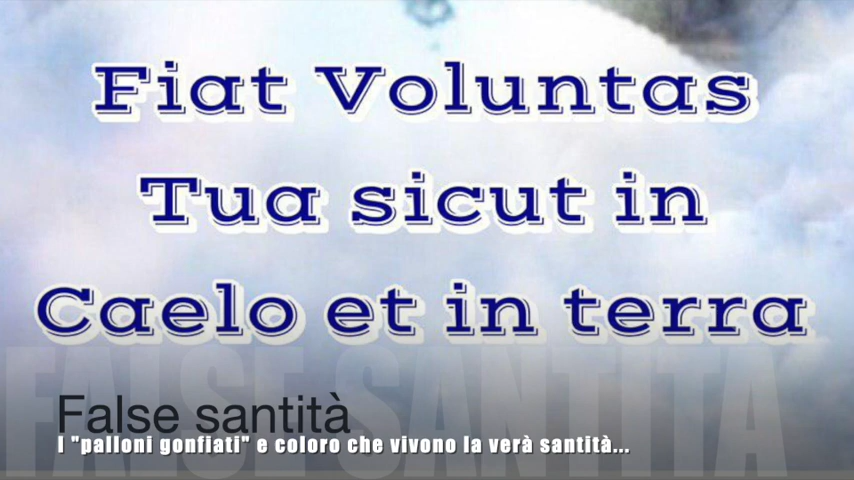 Fiat Voluntas
Tua sicut in
Caelo et in terra
FALSE SANTITÀ
False santità
I "palloni gonfiati" e coloro che vivono la verà santità...